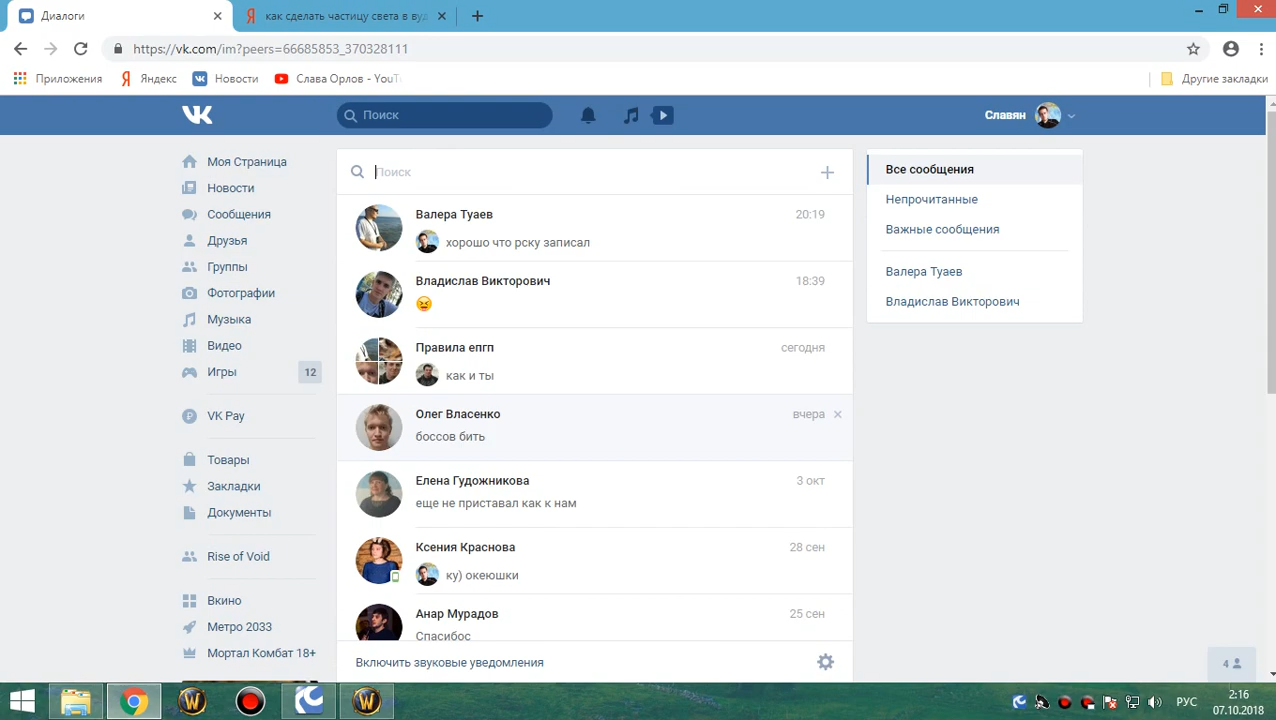 Диалоги
как сделать частицу света в вуд
https://vk.com/im?peers=66685853_370328111
Приложения
Яндекс
Новости
Слава Орлов - YouTu
Другие закладки
Поиск
Славян
Моя Страница
Новости
Сообщения
Друзья
Группы
Фотографии
Музыка
Видео
Игры
12
VK Pay
Товары
Закладки
Документы
Rise of Void
Вкино
Метро 2033
Мортал Комбат 18+
Поиск
Валера Туаев
20:19
хорошо что рску записал
Владислав Викторович
18:39
Правила епгп
сегодня
как и ты
Олег Власенко
вчера
боссов бить
Елена Гудожникова
3 окт
еще не приставал как к нам
Ксения Краснова
28 сен
ку) океюшки
Анар Мурадов
25 сен
Спасибос
Включить звуковые уведомления
Все сообщения
Непрочитанные
Важные сообщения
Валера Туаев
Владислав Викторович
4
РУС
2:16
07.10.2018